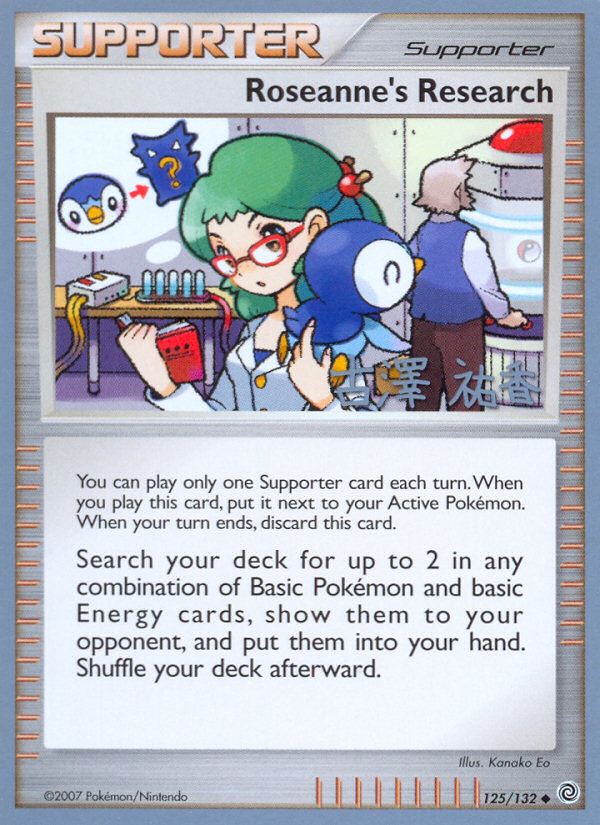 SUPPORTER
Supporter
Roseanne's Research
?
古澤 祐香
You can play only one Supporter card each turn. When
you play this card, put it next to your Active Pokémon.
When your turn ends, discard this card.
Search your deck for up to 2 in any
combination of Basic Pokémon and basic
Energy cards, show them to your
opponent, and put them into your hand.
Shuffle your deck afterward.
Illus. Kanako Eo
©2007 Pokémon/Nintendo
125/132